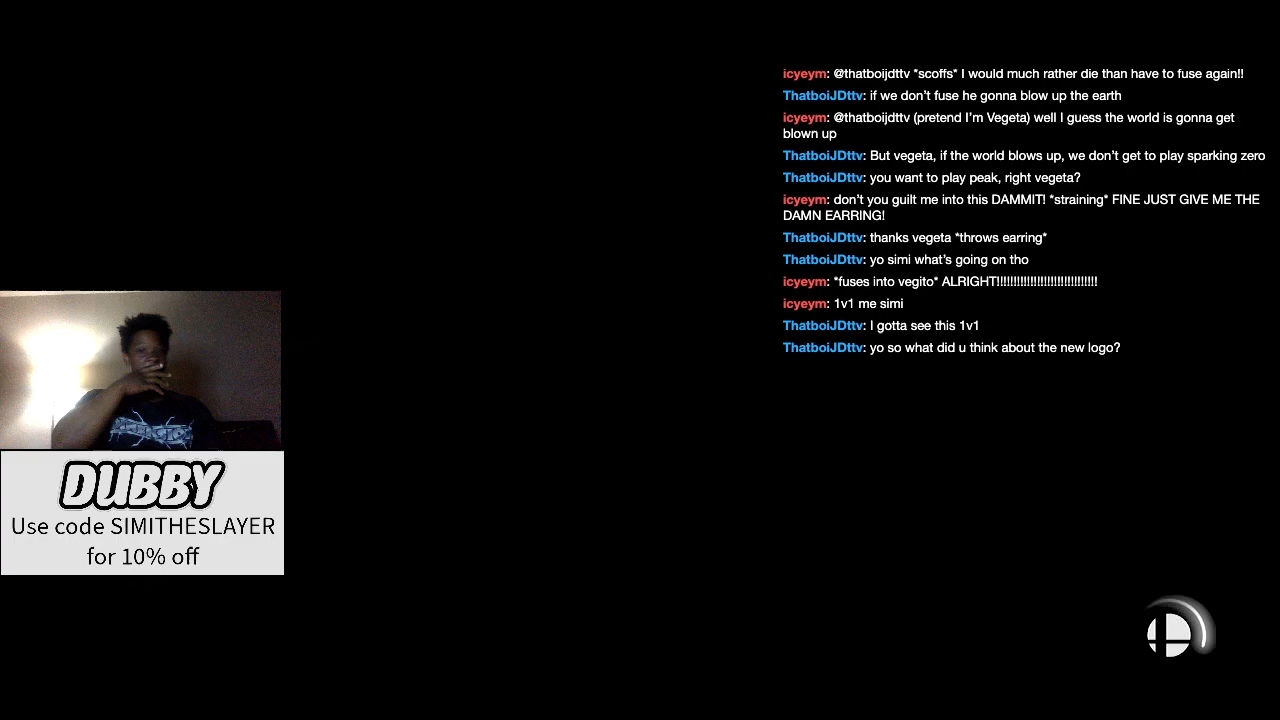 icyeym: @thatboijdttv *scoffs* I would much rather die than have to fuse again!!
ThatboiJDttv: if we don't fuse he gonna blow up the earth
icyeym: @thatboijdttv (pretend I'm Vegeta) well I guess the world is gonna get
blown up
ThatboiJDttv: But vegeta, if the world blows up, we don't get to play sparking zero
ThatboiJDttv: you want to play peak, right vegeta?
icyeym: don't you guilt me into this DAMMIT! *straining* FINE JUST GIVE ME THE
DAMN EARRING!
ThatboiJDttv: thanks vegeta *throws earring*
ThatboiJDttv: yo simi what's going on tho
icyeym: *fuses into vegito* ALRIGHT!!!!!!!!!!!!!!!!!!!!!!!!!!!!!!
icyeym: 1v1 me simi
ThatboiJDttv: I gotta see this 1v1
ThatboiJDttv: yo so what did u think about the new logo?
DUBBY
Use code SIMITHESLAYER
for 10% off